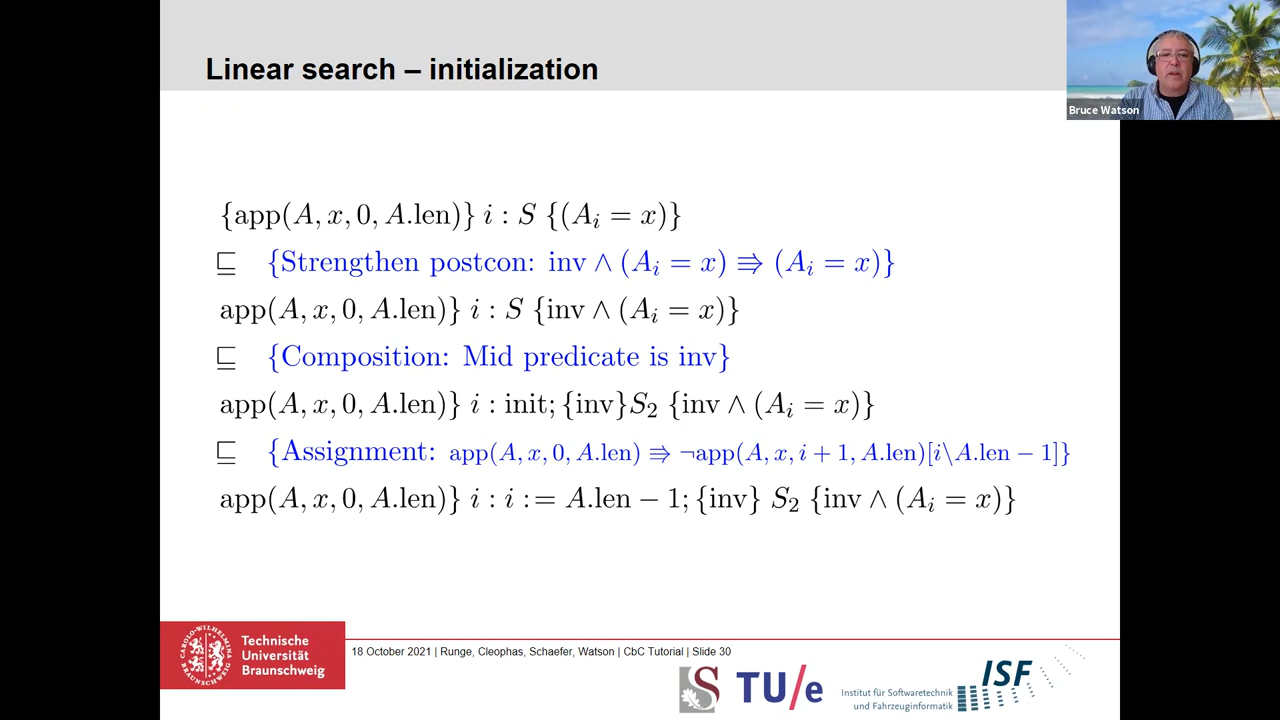 Linear search – initialization
Bruce Watson
{app(A, x, 0, A.len)} i : S {(A_i = x)}
⊑ {Strengthen postcon: inv ∧ (A_i = x) ⇛ (A_i = x)}
app(A, x, 0, A.len)} i : S {inv ∧ (A_i = x)}
⊑ {Composition: Mid predicate is inv}
app(A, x, 0, A.len)} i : init; {inv}S_2 {inv ∧ (A_i = x)}
⊑ {Assignment: app(A, x, 0, A.len) ⇛ ¬app(A, x, i + 1, A.len)[i\A.len − 1]}
app(A, x, 0, A.len)} i : i := A.len − 1; {inv} S_2 {inv ∧ (A_i = x)}
Technische
Universität
Braunschweig
18 October 2021 | Runge, Cleophas, Schaefer, Watson | CbC Tutorial | Slide 30
S
TU/e
Institut für Softwaretechnik
und Fahrzeuginformatik
ISF